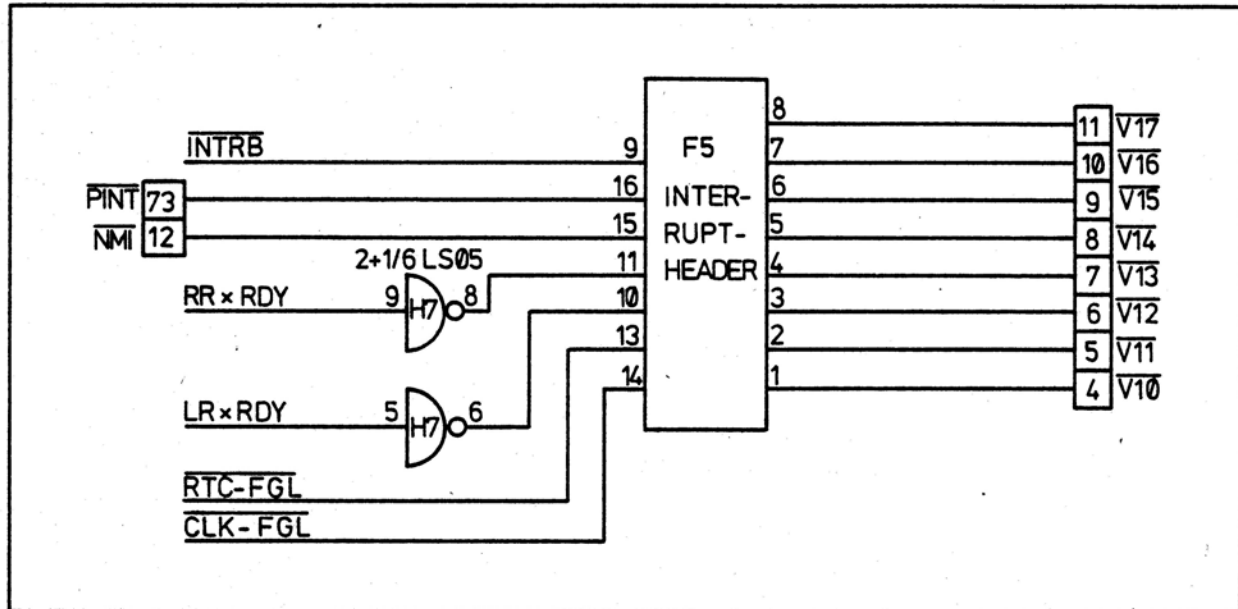 8
11 V17
INTRB 9 F5 7 10 V16
PINT 73 16 INTER- 6 9 V15
NMI 12 15 RUPT- 5 8 V14
2+1/6 LS05 11 HEADER 4 7 V13
RR×RDY 9 H7 8 10 3 6 V12
13 2 5 V11
14 1 4 V10
LR×RDY 5 H7 6
RTC-FGL
CLK-FGL